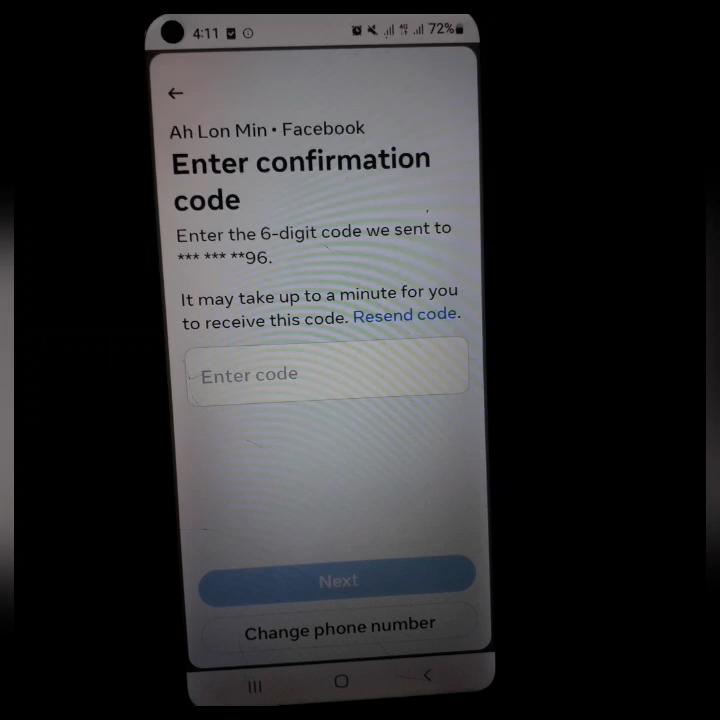 4:11 72%
Ah Lon Min • Facebook
Enter confirmation
code
Enter the 6-digit code we sent to
*** *** **96.
It may take up to a minute for you
to receive this code. Resend code.
Enter code
Next
Change phone number